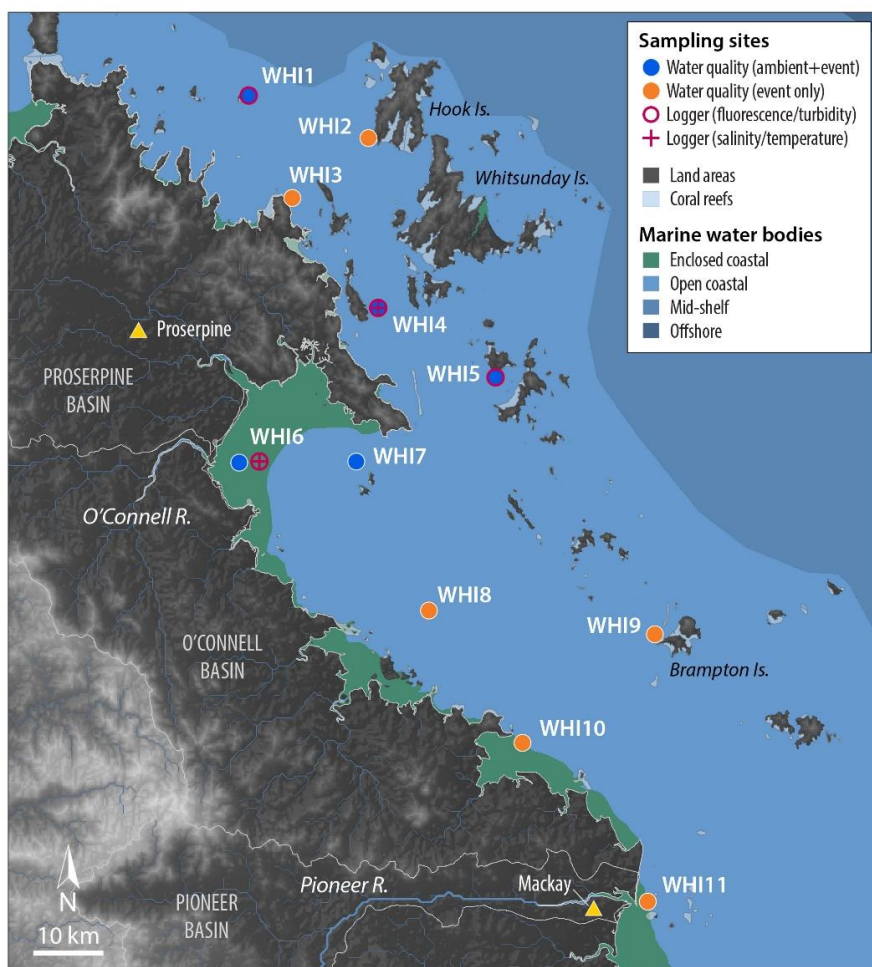 Sampling sites
Water quality (ambient+event)
Water quality (event only)
Logger (fluorescence/turbidity)
Logger (salinity/temperature)
Land areas
Coral reefs
Marine water bodies
Enclosed coastal
Open coastal
Mid-shelf
Offshore
WHI1
Hook Is.
WHI2
Whitsunday Is.
WHI3
WHI4
Proserpine
WHI5
PROSERPINE
BASIN
WHI6
WHI7
O'Connell R.
WHI8
WHI9
O'CONNELL
BASIN
Brampton Is.
WHI10
Pioneer R.
Mackay
WHI11
N
PIONEER
BASIN
10 km